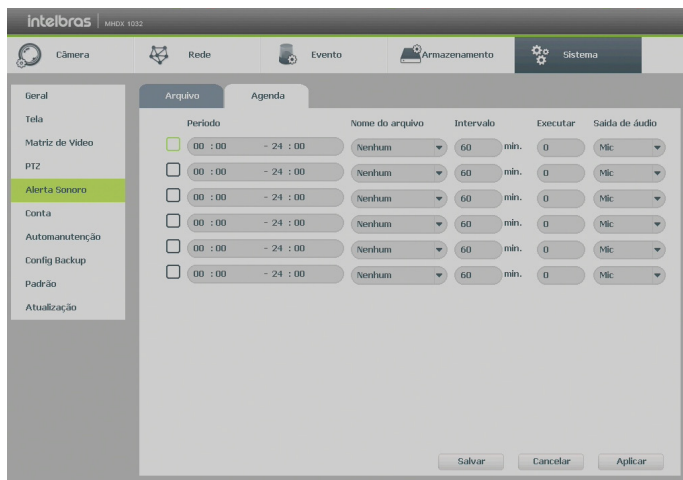 intelbras | MHDX 1032
Câmera Rede Evento Armazenamento Sistema
Geral
Tela
Matriz de Vídeo
PTZ
Alerta Sonoro
Conta
Automanutenção
Config Backup
Padrão
Atualização
Arquivo Agenda
Período Nome do arquivo Intervalo Executar Saída de áudio
00 : 00 - 24 : 00 Nenhum 60 min. 0 Mic
00 : 00 - 24 : 00 Nenhum 60 min. 0 Mic
00 : 00 - 24 : 00 Nenhum 60 min. 0 Mic
00 : 00 - 24 : 00 Nenhum 60 min. 0 Mic
00 : 00 - 24 : 00 Nenhum 60 min. 0 Mic
00 : 00 - 24 : 00 Nenhum 60 min. 0 Mic
Salvar Cancelar Aplicar